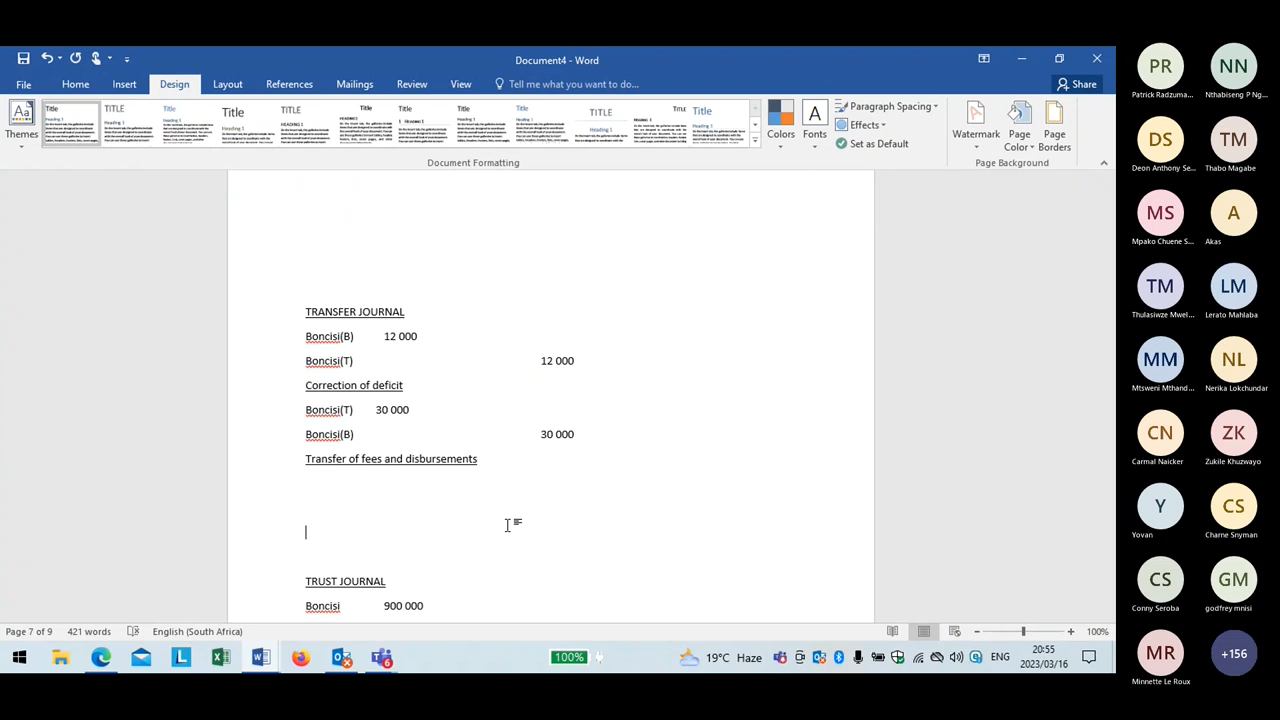 Document4 - Word
File Home Insert Design Layout References Mailings Review View Tell me what you want to do... Share
Themes
Colors Fonts
Paragraph Spacing
Effects
Set as Default
Watermark Page Color Page Borders
Document Formatting
Page Background
TRANSFER JOURNAL
Boncisi(B) 12 000
Boncisi(T) 12 000
Correction of deficit
Boncisi(T) 30 000
Boncisi(B) 30 000
Transfer of fees and disbursements
TRUST JOURNAL
Boncisi 900 000
Page 7 of 9 421 words English (South Africa) 100%
100% 19°C Haze ENG 20:55 2023/03/16
PR NN
Patrick Radzuma... Nthabiseng P Ng...
DS TM
Deon Anthony Se... Thabo Magabe
MS A
Mpako Chuene S... Akas
TM LM
Thulasiwze Mwel... Lerato Mahlaba
MM NL
Mtsweni Mthand... Nerika Lokchundar
CN ZK
Carmal Naicker Zukile Khuzwayo
Y CS
Yovan Charne Snyman
CS GM
Conny Seroba godfrey mnisi
MR +156
Minnette Le Roux